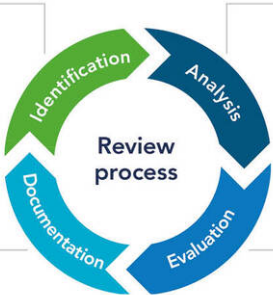 Identification
Analysis
Review
process
Documentation
Evaluation